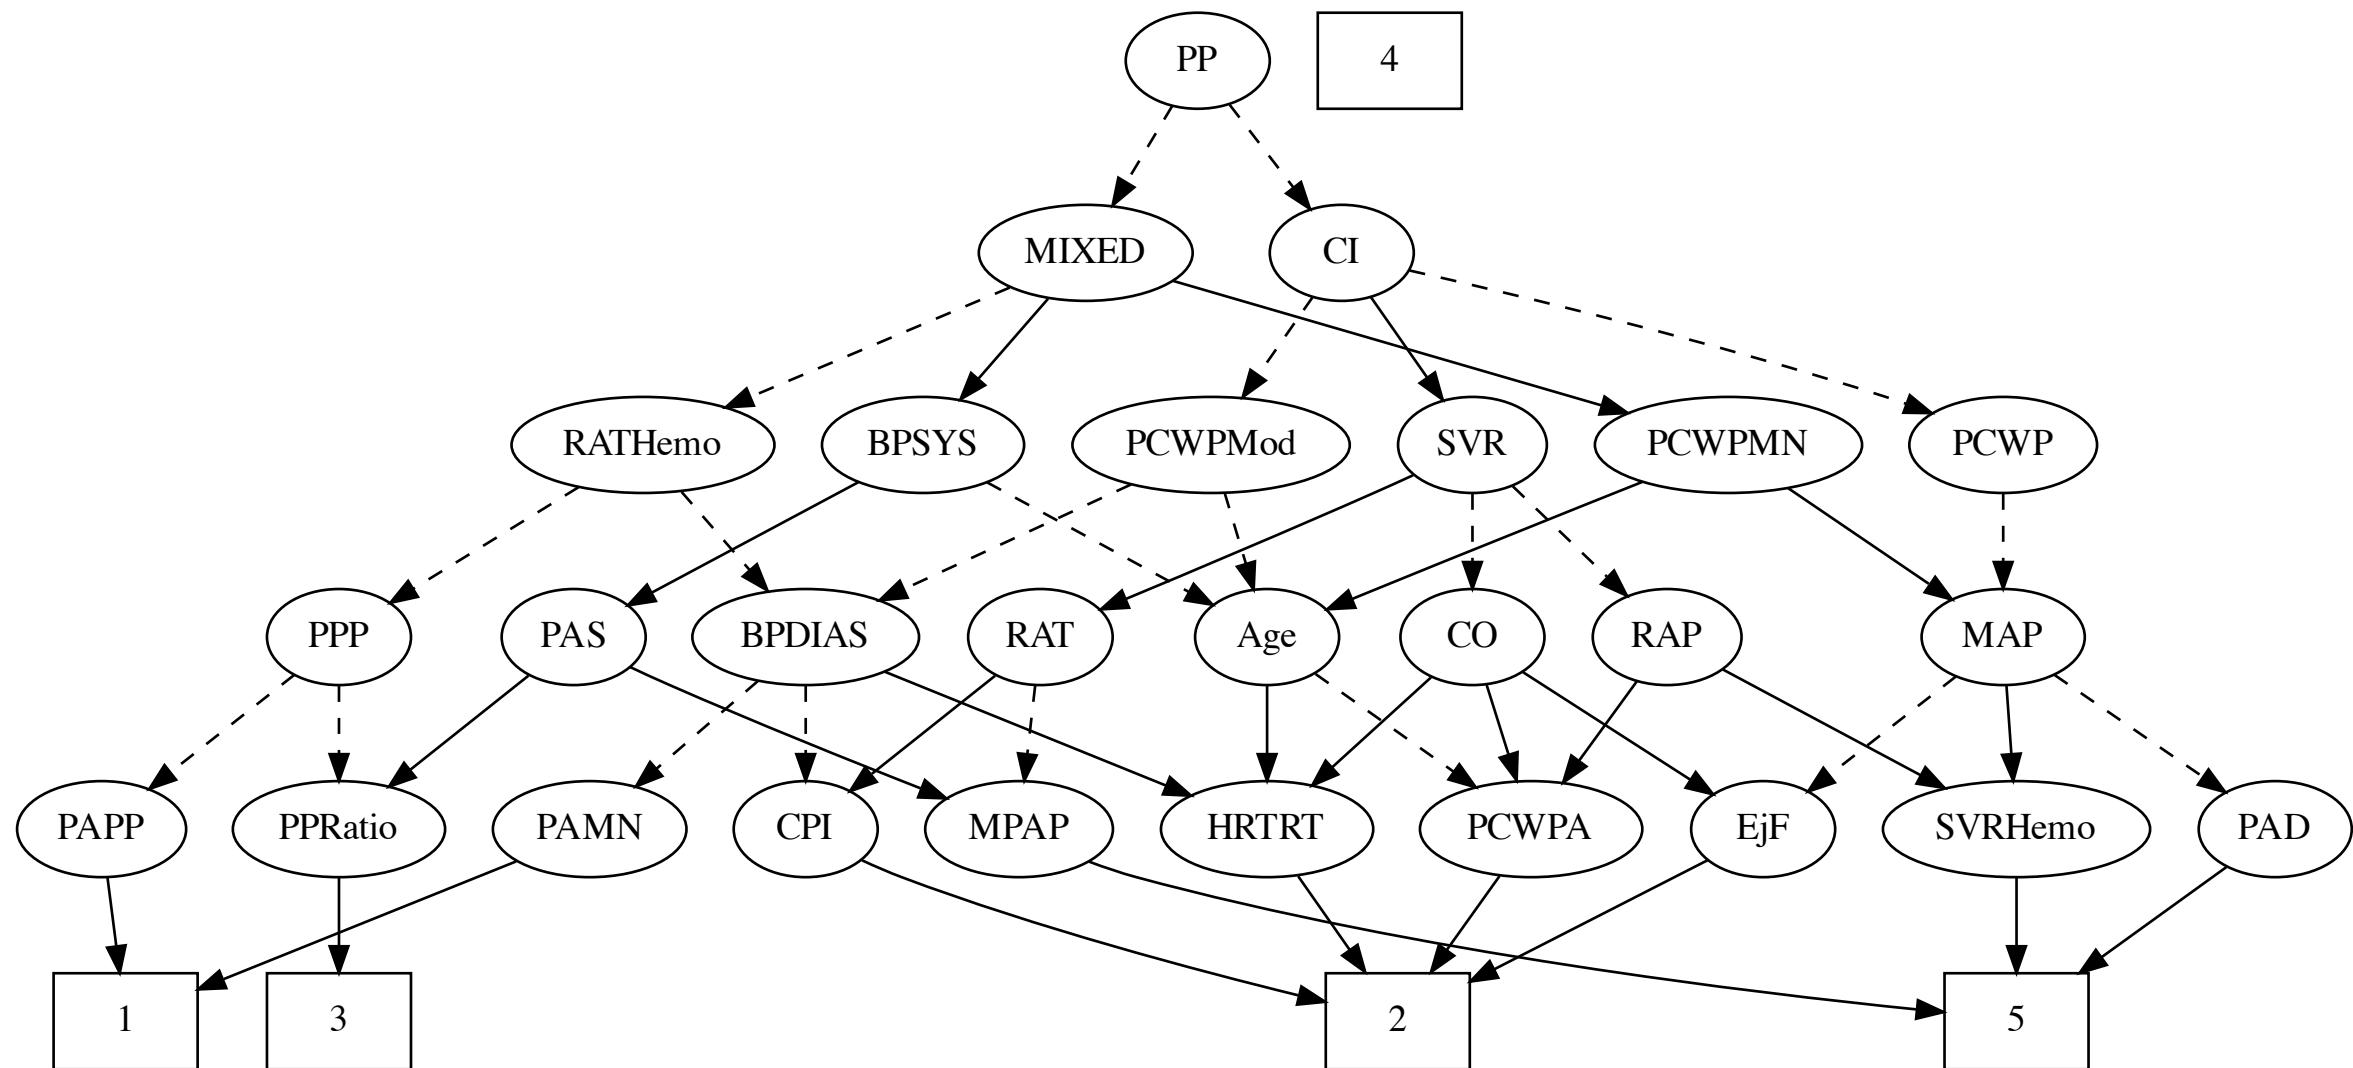 PP
4
MIXED
CI
RATHemo
BPSYS
PCWPMod
SVR
PCWPMN
PCWP
PPP
PAS
BPDIAS
RAT
Age
CO
RAP
MAP
PAPP
PPRatio
PAMN
CPI
MPAP
HRTRT
PCWPA
EjF
SVRHemo
PAD
1
3
2
5